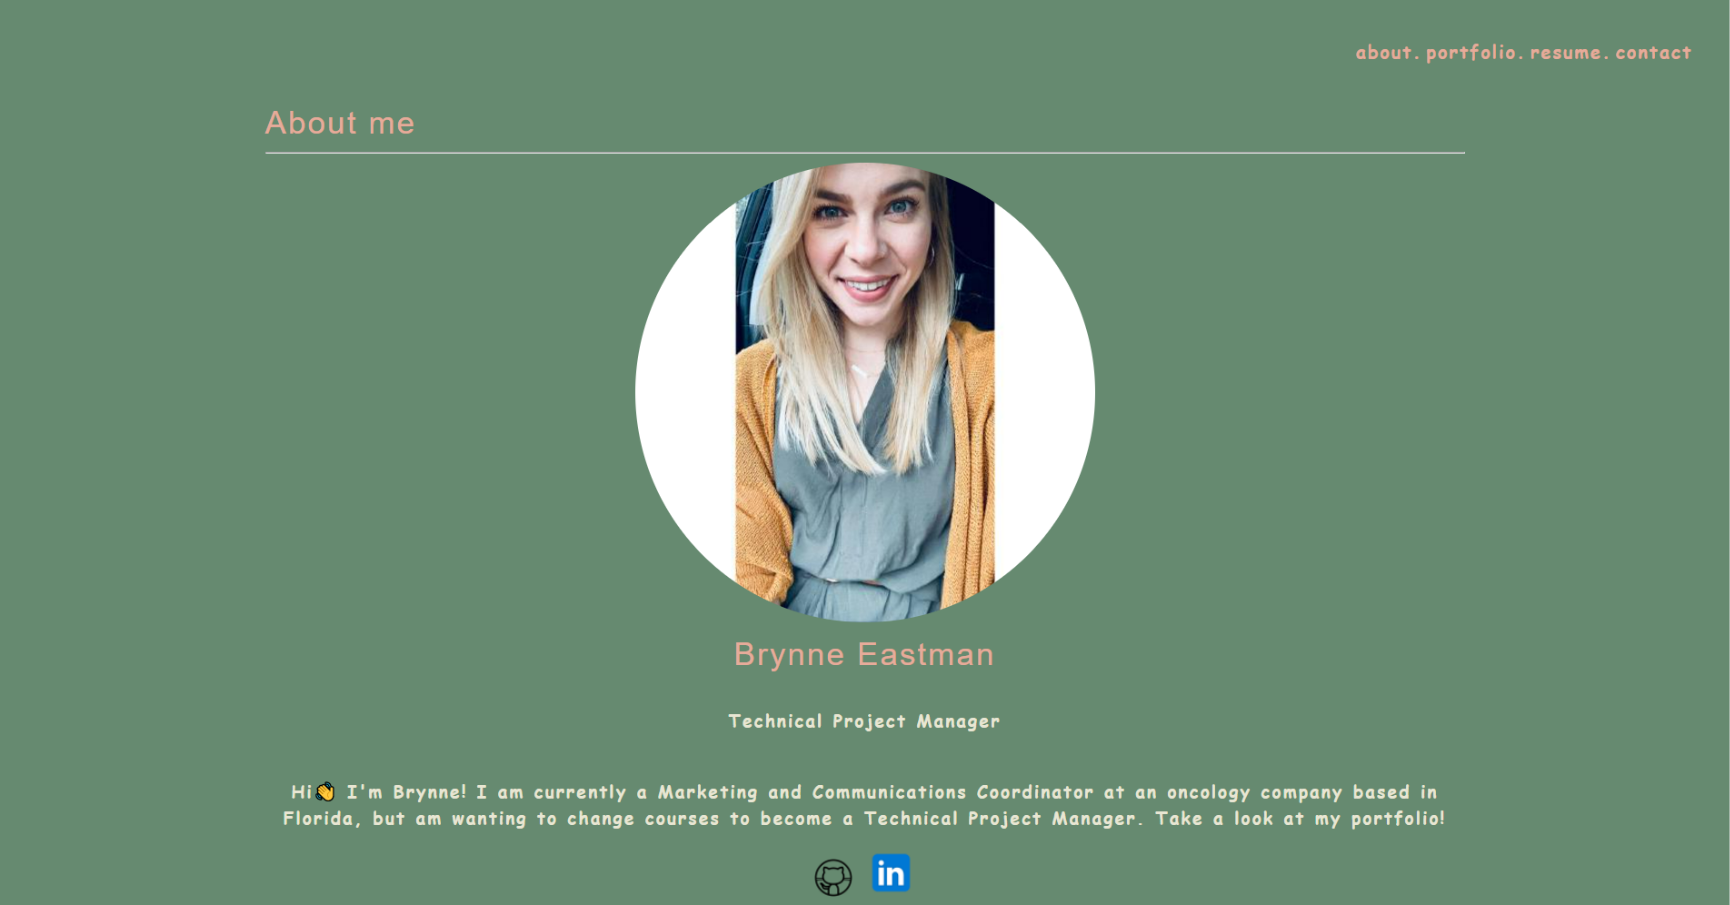 about. portfolio. resume. contact
About me
Brynne Eastman
Technical Project Manager
Hi👋 I'm Brynne! I am currently a Marketing and Communications Coordinator at an oncology company based in
Florida, but am wanting to change courses to become a Technical Project Manager. Take a look at my portfolio!
in